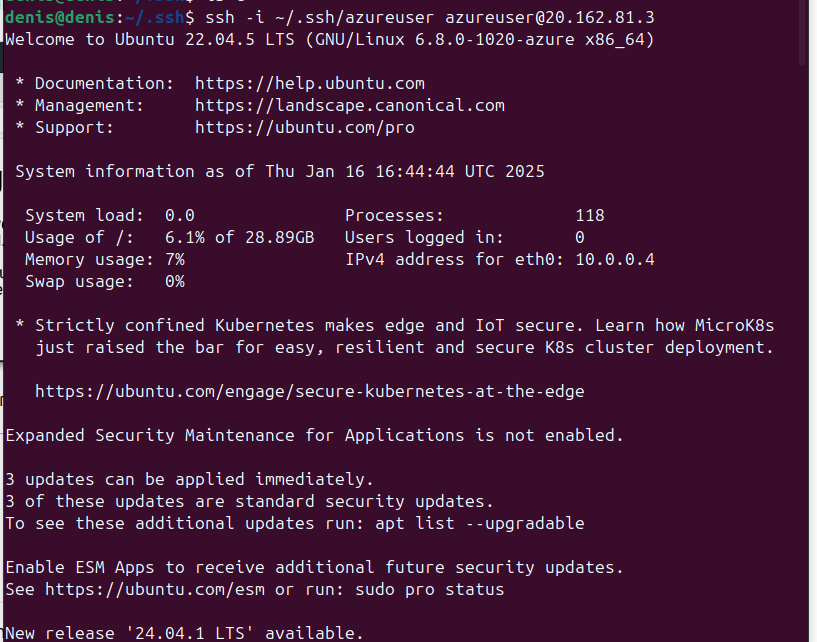 denis@denis:~/.ssh$ ssh -i ~/.ssh/azureuser azureuser@20.162.81.3
Welcome to Ubuntu 22.04.5 LTS (GNU/Linux 6.8.0-1020-azure x86_64)

 * Documentation:  https://help.ubuntu.com
 * Management:     https://landscape.canonical.com
 * Support:        https://ubuntu.com/pro

 System information as of Thu Jan 16 16:44:44 UTC 2025

  System load:  0.0               Processes:             118
  Usage of /:   6.1% of 28.89GB   Users logged in:       0
  Memory usage: 7%                IPv4 address for eth0: 10.0.0.4
  Swap usage:   0%

 * Strictly confined Kubernetes makes edge and IoT secure. Learn how MicroK8s
   just raised the bar for easy, resilient and secure K8s cluster deployment.

   https://ubuntu.com/engage/secure-kubernetes-at-the-edge

Expanded Security Maintenance for Applications is not enabled.

3 updates can be applied immediately.
3 of these updates are standard security updates.
To see these additional updates run: apt list --upgradable

Enable ESM Apps to receive additional future security updates.
See https://ubuntu.com/esm or run: sudo pro status

New release '24.04.1 LTS' available.